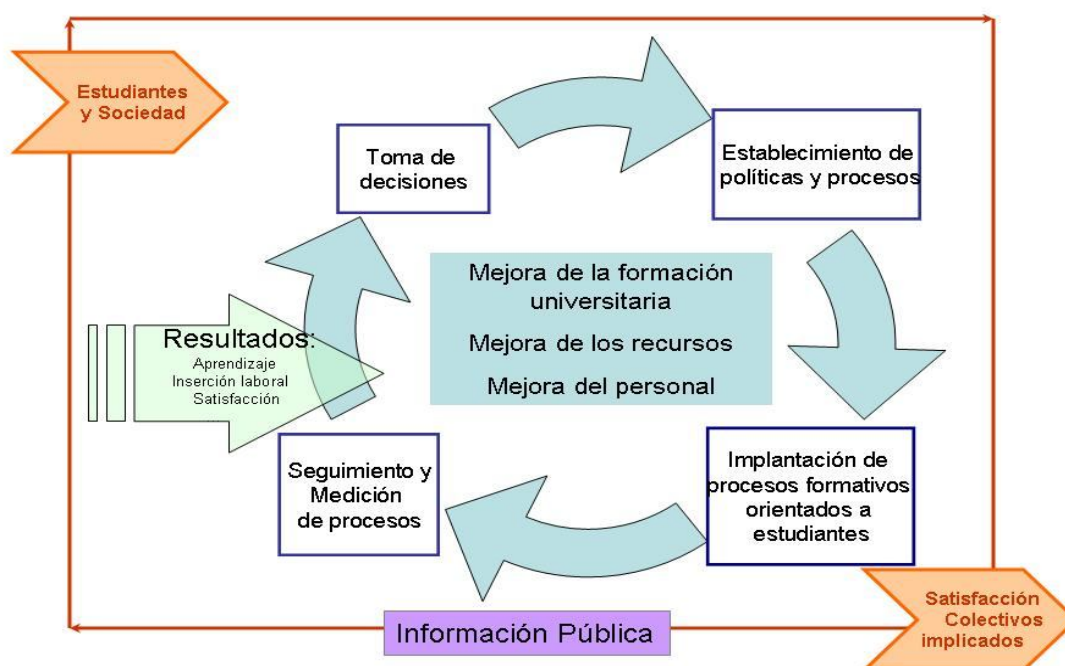 Estudiantes
y Sociedad
Toma de
decisiones
Establecimiento de
políticas y procesos
Mejora de la formación
universitaria
Mejora de los recursos
Mejora del personal
Resultados:
Aprendizaje
Inserción laboral
Satisfacción
...
Seguimiento y
Medición
de procesos
Implantación de
procesos formativos
orientados a
estudiantes
Satisfacción
Colectivos
implicados
Información Pública